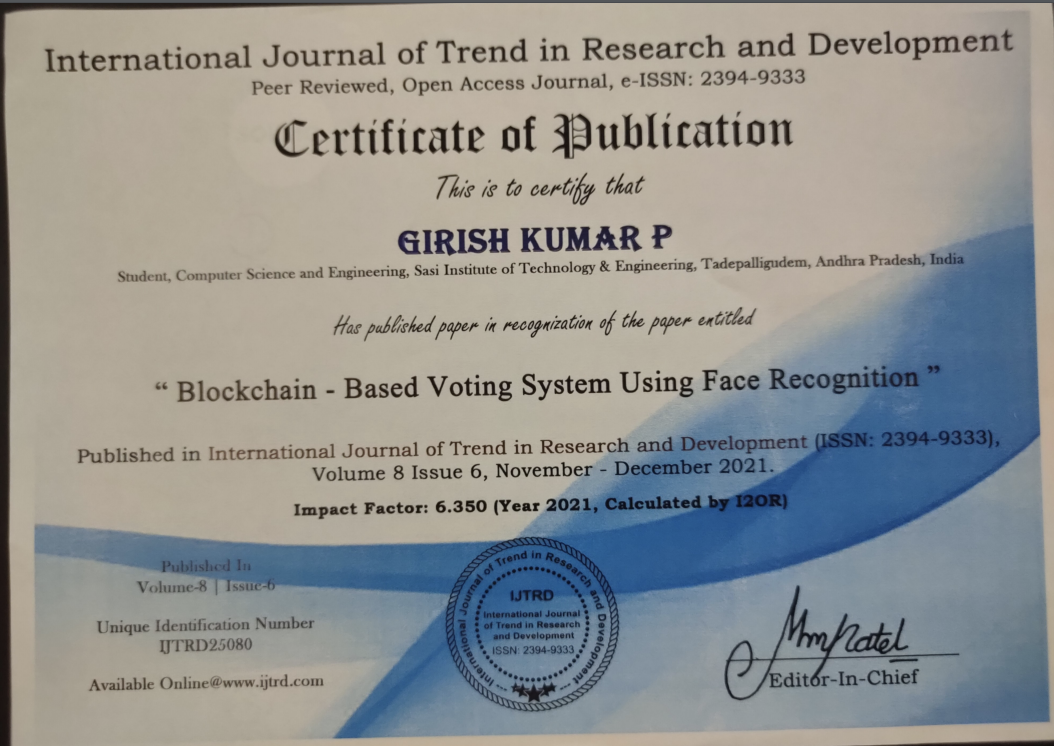 International Journal of Trend in Research and Development
Peer Reviewed, Open Access Journal, e-ISSN: 2394-9333
Certificate of Publication
This is to certify that
GIRISH KUMAR P
Student, Computer Science and Engineering, Sasi Institute of Technology & Engineering, Tadepalligudem, Andhra Pradesh, India
Has published paper in recognization of the paper entitled
“ Blockchain - Based Voting System Using Face Recognition ”
Published in International Journal of Trend in Research and Development (ISSN: 2394-9333),
Volume 8 Issue 6, November - December 2021.
Impact Factor: 6.350 (Year 2021, Calculated by I2OR)
Published In
Volume-8 | Issue-6
Unique Identification Number
IJTRD25080
Available Online@www.ijtrd.com
International Journal of Trend in Research and Development
IJTRD
International Journal
of Trend in Research
and Development
ISSN: 2394-9333
Editor-In-Chief